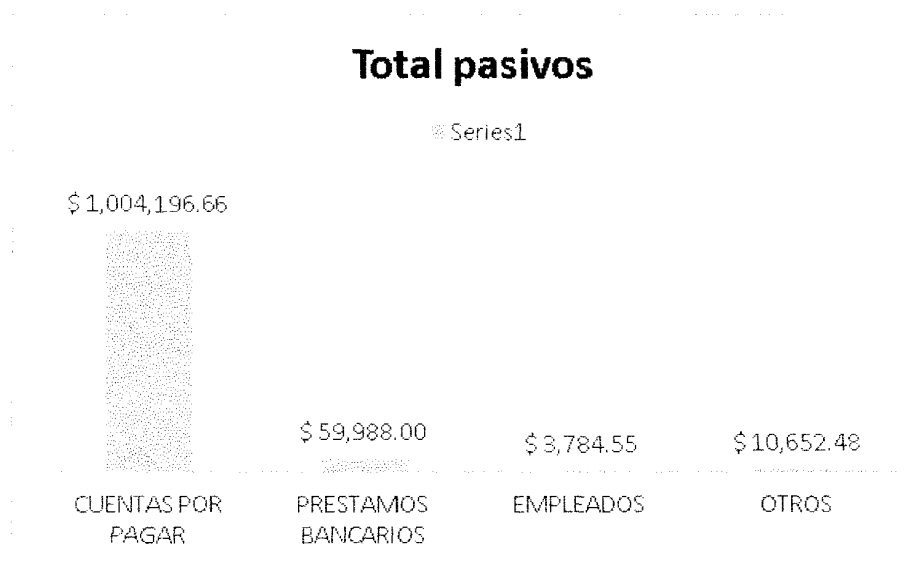 Total pasivos
Series1
$ 1,004,196.66
$ 59,988.00
$ 3,784.55
$ 10,652.48
CUENTAS POR
PAGAR
PRESTAMOS
BANCARIOS
EMPLEADOS
OTROS